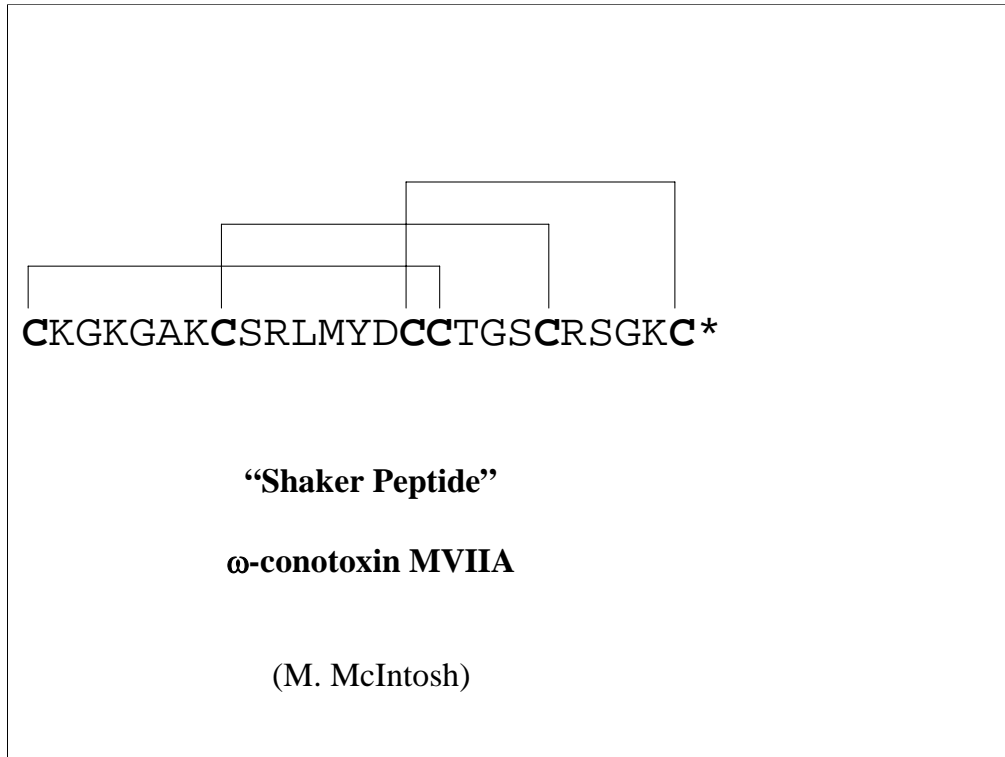 CKGKGAKCSRLMYDCCTGSCRSGKC*
“Shaker Peptide”
ω-conotoxin MVIIA
(M. McIntosh)